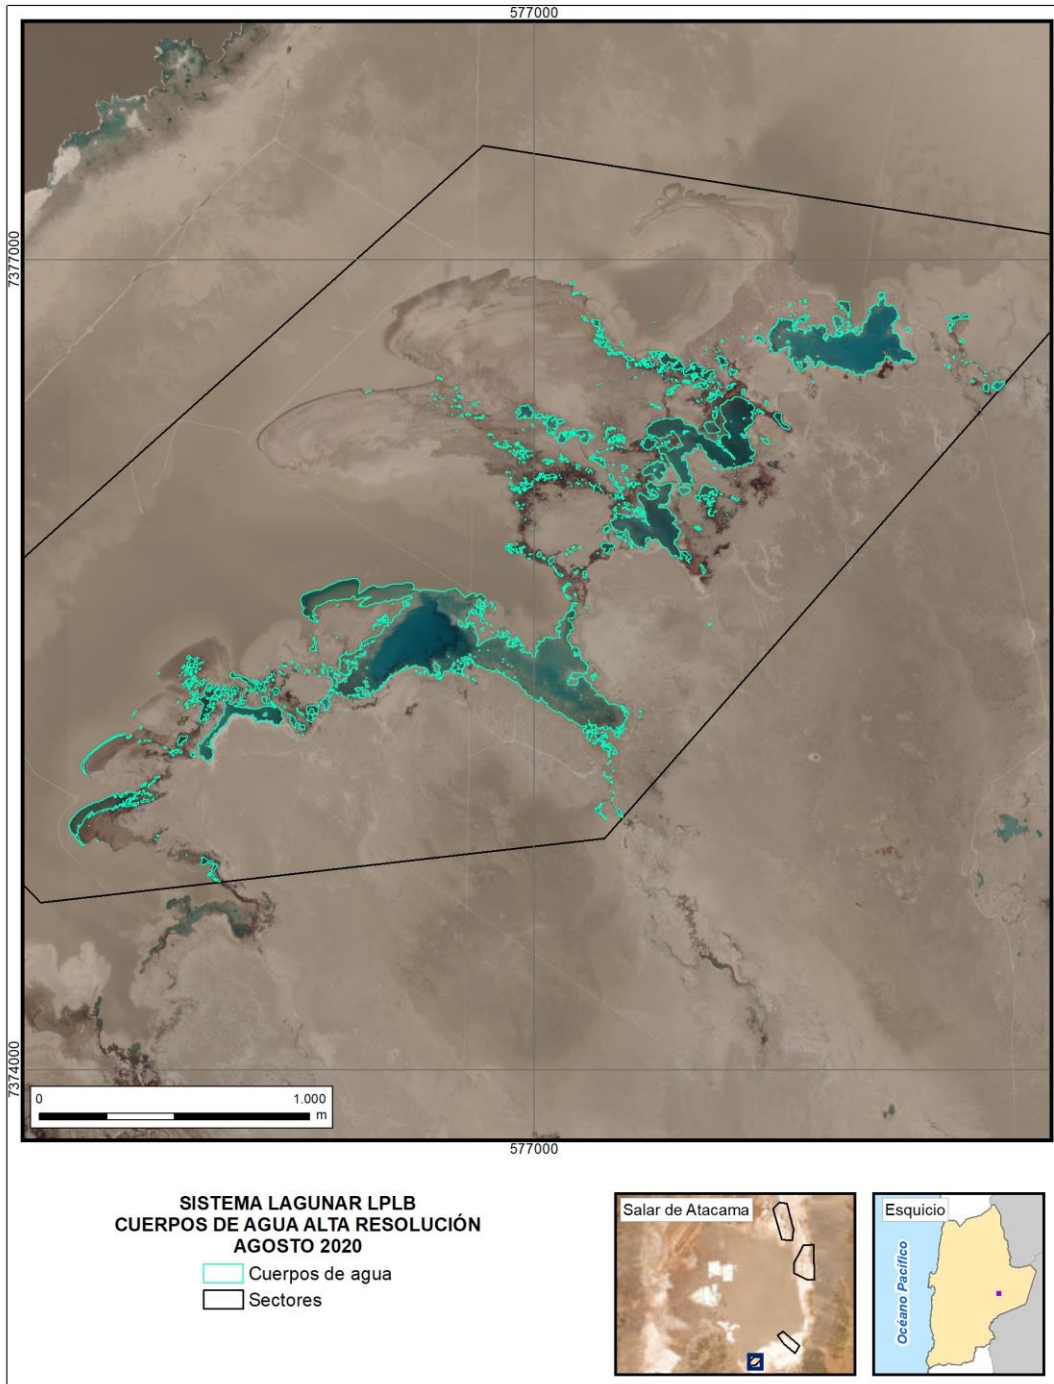 577000
7377000
7374000
0 1.000
m
577000
SISTEMA LAGUNAR LPLB
CUERPOS DE AGUA ALTA RESOLUCIÓN
AGOSTO 2020
Cuerpos de agua
Sectores
Salar de Atacama
Esquicio
Océano Pacífico